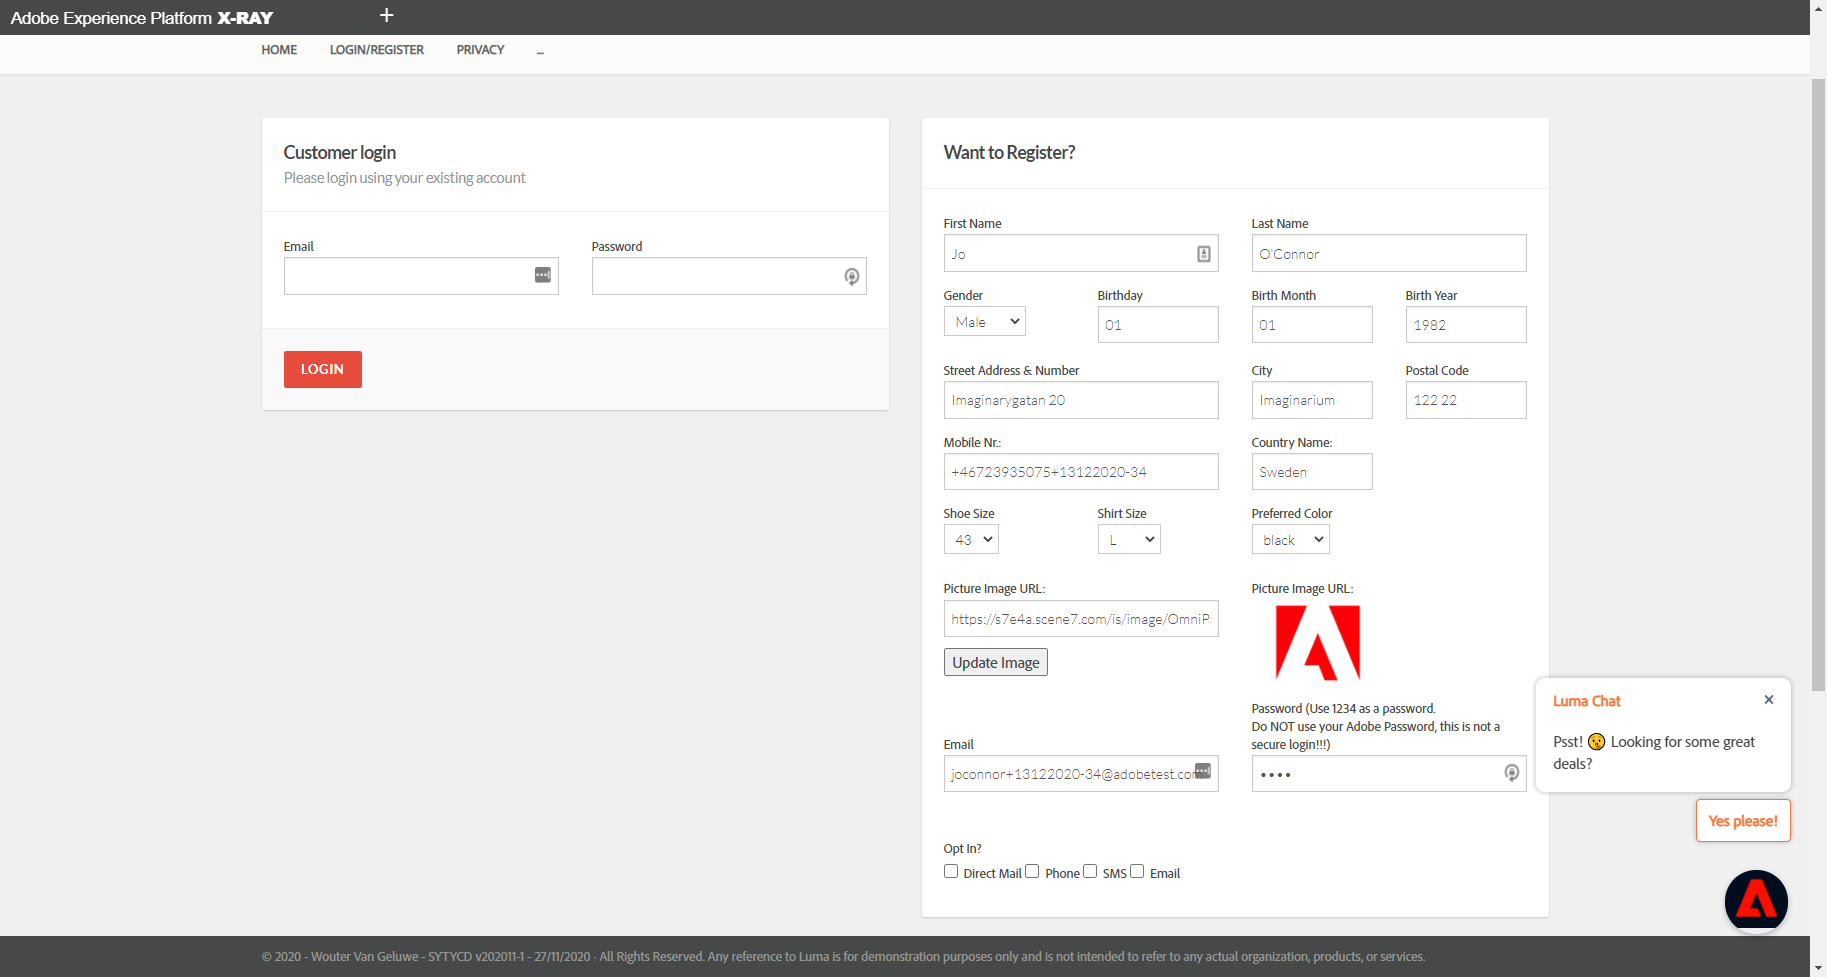 Adobe Experience Platform X-RAY
+
HOME LOGIN/REGISTER PRIVACY ...
Customer login
Please login using your existing account
Email Password
LOGIN
Want to Register?
First Name Last Name
Jo O'Connor
Gender Birthday Birth Month Birth Year
Male 01 01 1982
Street Address & Number City Postal Code
Imaginarygatan 20 Imaginarium 122 22
Mobile Nr.: Country Name:
+46723935075+13122020-34 Sweden
Shoe Size Shirt Size Preferred Color
43 L black
Picture Image URL: Picture Image URL:
https://s7e4a.scene7.com/is/image/OmniP
Update Image
Password (Use 1234 as a password.
Do NOT use your Adobe Password, this is not a
secure login!!!)
Email
joconnor+13122020-34@adobetest.com ••••
Opt In?
Direct Mail Phone SMS Email
Luma Chat ×
Psst! 🤫 Looking for some great
deals?
Yes please!
© 2020 - Wouter Van Geluwe - SYTYCD v202011-1 - 27/11/2020 · All Rights Reserved. Any reference to Luma is for demonstration purposes only and is not intended to refer to any actual organization, products, or services.